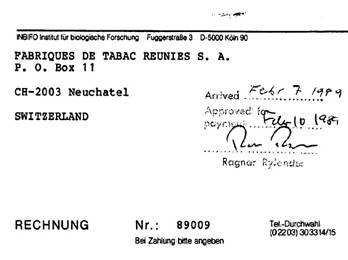 INBIFO Institut für biologische Forschung Fuggerstraße 3 D-5000 Köln 90
FABRIQUES DE TABAC REUNIES S. A.
P. O. Box 11
CH-2003 Neuchatel
Arrived Febr 7 1989
SWITZERLAND
Approved for
payment: Febr 10 1989
Ragnar Rylander
RECHNUNG Nr.: 89009
Tel.-Durchwahl
(02203) 303314/15
Bei Zahlung bitte angeben